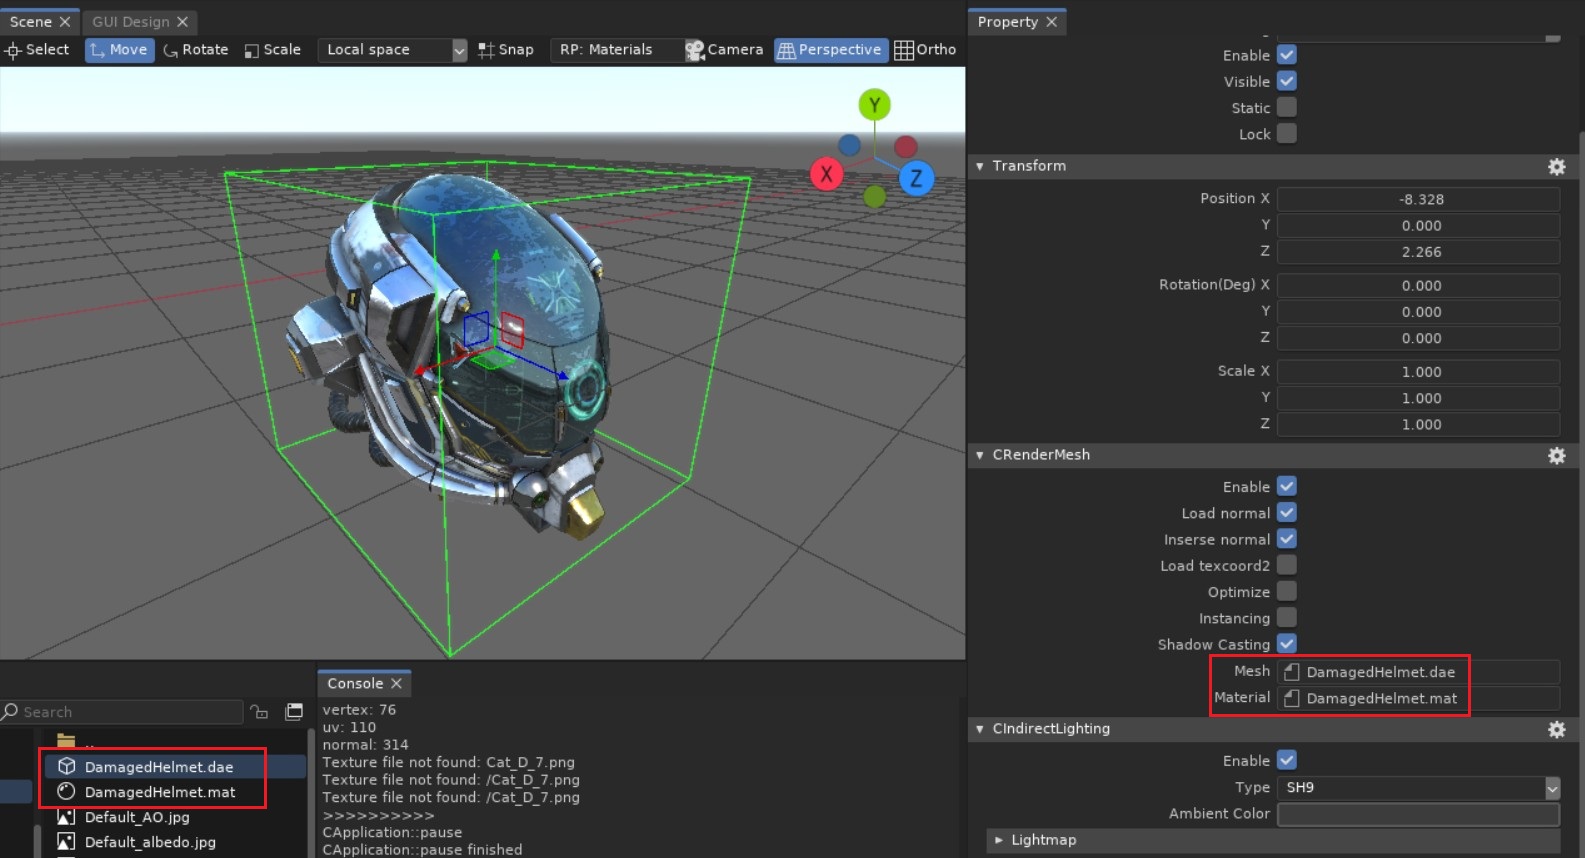 Scene
GUI Design
Select Move Rotate Scale Local space Snap RP: Materials Camera Perspective Ortho
Y
X
Z
Search
..
DamagedHelmet.dae
DamagedHelmet.mat
Default_AO.jpg
Default_albedo.jpg
Console
vertex: 76
uv: 110
normal: 314
Texture file not found: Cat_D_7.png
Texture file not found: /Cat_D_7.png
Texture file not found: /Cat_D_7.png
>>>>>>>>>>
CApplication::pause
CApplication::pause finished
Property
Enable
Visible
Static
Lock
Transform
Position X -8.328
Y 0.000
Z 2.266
Rotation(Deg) X 0.000
Y 0.000
Z 0.000
Scale X 1.000
Y 1.000
Z 1.000
CRenderMesh
Enable
Load normal
Inserse normal
Load texcoord2
Optimize
Instancing
Shadow Casting
Mesh DamagedHelmet.dae
Material DamagedHelmet.mat
CIndirectLighting
Enable
Type SH9
Ambient Color
Lightmap